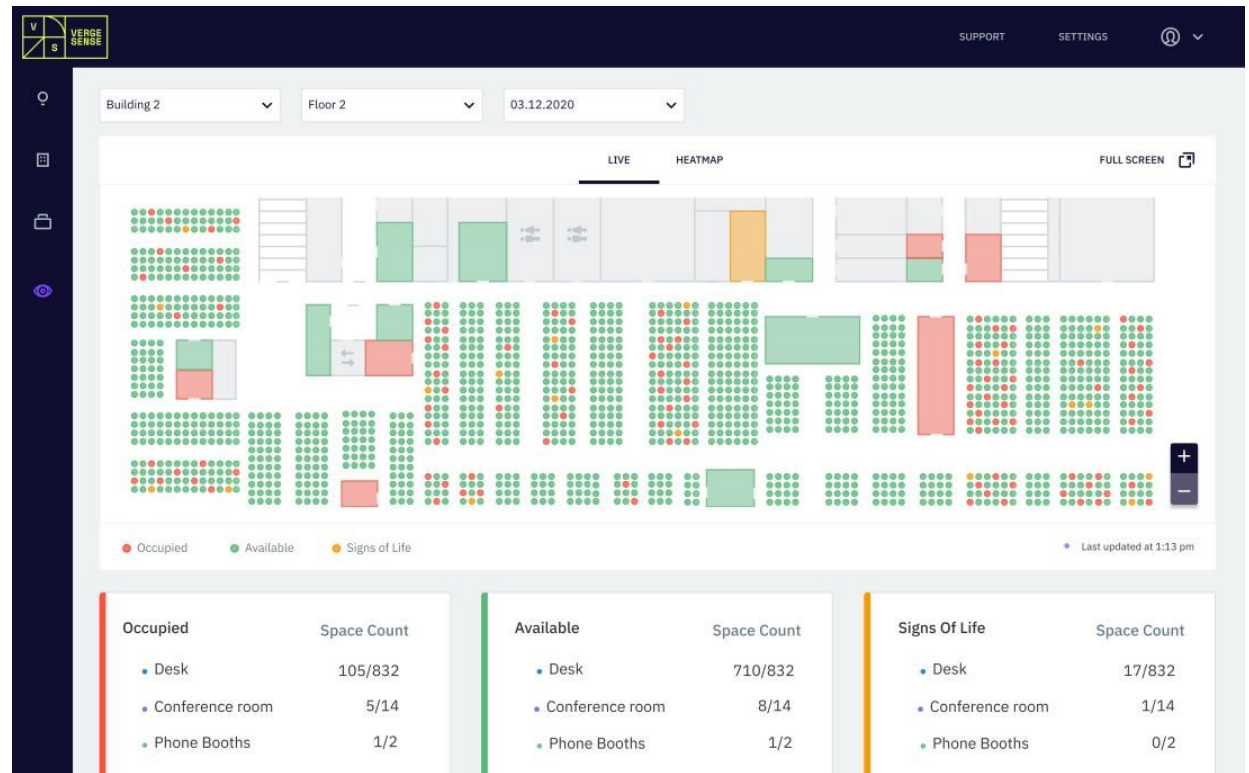 V
S
VERGE
SENSE
SUPPORT
SETTINGS
Building 2
Floor 2
03.12.2020
LIVE
HEATMAP
FULL SCREEN
Occupied
Available
Signs of Life
Last updated at 1:13 pm
Occupied
Space Count
Desk
105/832
Conference room
5/14
Phone Booths
1/2
Available
Space Count
Desk
710/832
Conference room
8/14
Phone Booths
1/2
Signs Of Life
Space Count
Desk
17/832
Conference room
1/14
Phone Booths
0/2